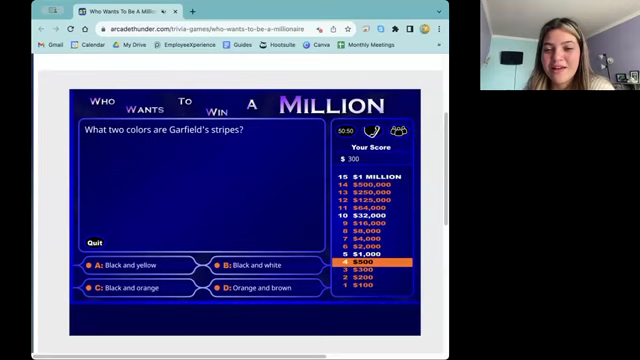 Who Wants To Be A Millio
arcadethunder.com/trivia-games/who-wants-to-be-a-millionaire
Gmail Calendar My Drive EmployeeXperience Guides Hootsuite Canva Monthly Meetings
WHO WANTS TO WIN A MILLION
What two colors are Garfield's stripes?
50:50
Your Score
$ 300
15 $1 MILLION
14 $500,000
13 $250,000
12 $125,000
11 $64,000
10 $32,000
9 $16,000
8 $8,000
7 $4,000
6 $2,000
5 $1,000
4 $500
3 $300
2 $200
1 $100
Quit
A: Black and yellow
B: Black and white
C: Black and orange
D: Orange and brown